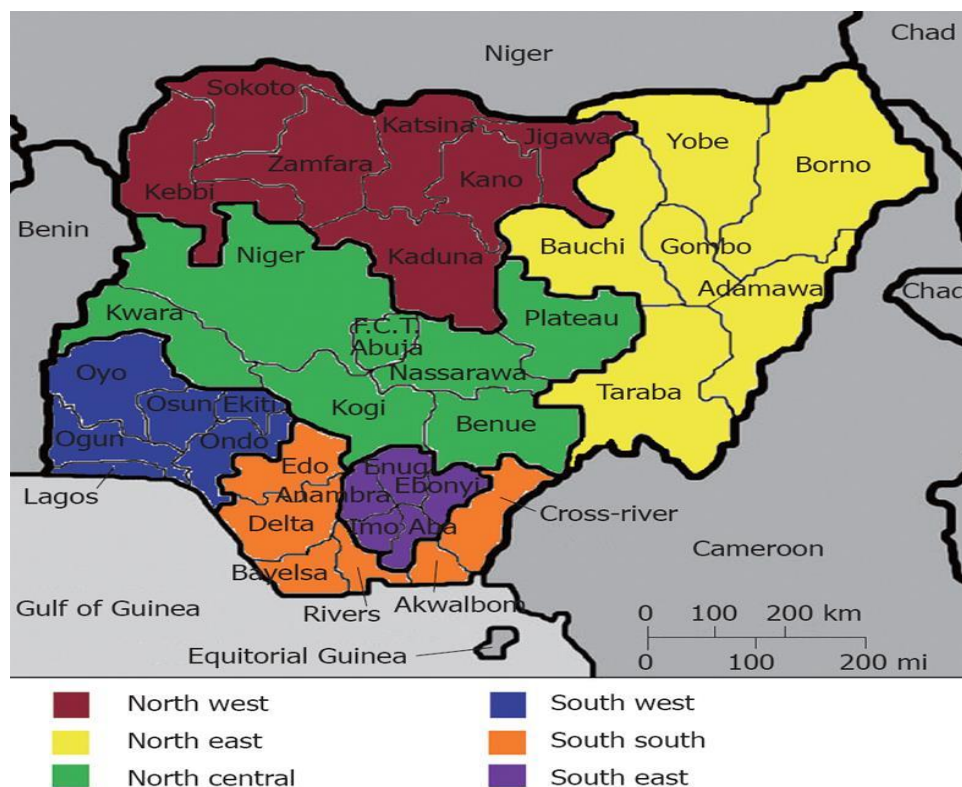 Chad
Niger
Sokoto
Katsina
Jigawa
Yobe
Borno
Zamfara
Kano
Kebbi
Benin
Niger
Kaduna
Bauchi
Gombo
Adamawa
Chad
Kwara
F.C.T.
Abuja
Plateau
Oyo
Nassarawa
Taraba
Osun
Ekiti
Kogi
Benue
Ogun
Ondo
Edo
Enug
Ebonyi
Lagos
Anambra
Delta
Imo
Aba
Cross-river
Cameroon
Bayelsa
Gulf of Guinea
Rivers
Akwalbom
0 100 200 km
Equitorial Guinea
0 100 200 mi
North west
South west
North east
South south
North central
South east